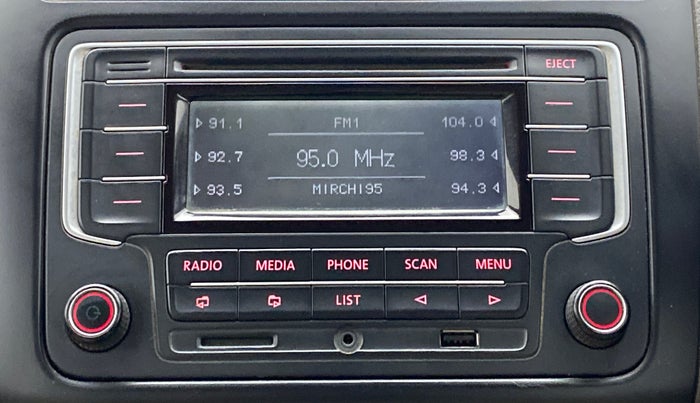 EJECT
91.1 FM1 104.0
92.7 95.0 MHz 98.3
93.5 MIRCHI95 94.3
RADIO MEDIA PHONE SCAN MENU
LIST